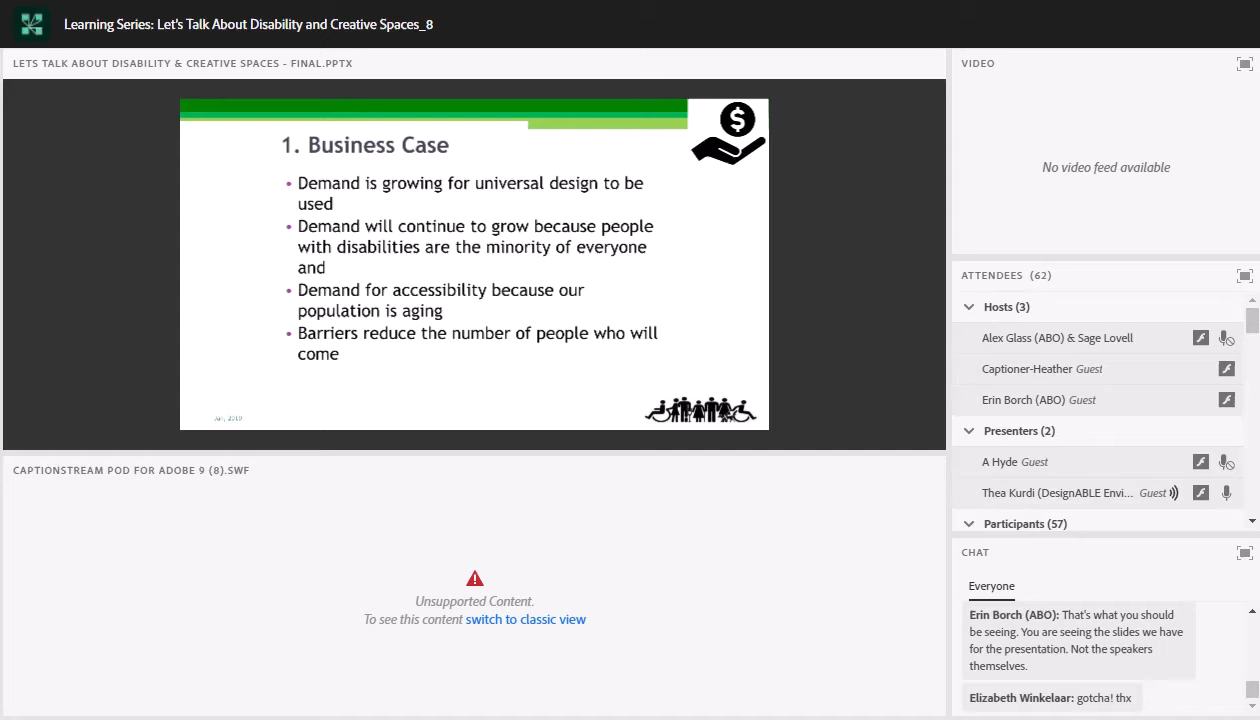 Learning Series: Let's Talk About Disability and Creative Spaces_8
LETS TALK ABOUT DISABILITY & CREATIVE SPACES - FINAL.PPTX
$
1. Business Case
• Demand is growing for universal design to be
used
• Demand will continue to grow because people
with disabilities are the minority of everyone
and
• Demand for accessibility because our
population is aging
• Barriers reduce the number of people who will
come
2019
CAPTIONSTREAM POD FOR ADOBE 9 (8).SWF
Unsupported Content.
To see this content switch to classic view
VIDEO
No video feed available
ATTENDEES (62)
Hosts (3)
Alex Glass (ABO) & Sage Lovell
Captioner-Heather Guest
Erin Borch (ABO) Guest
Presenters (2)
A Hyde Guest
Thea Kurdi (DesignABLE Envi... Guest
Participants (57)
CHAT
Everyone
Erin Borch (ABO): That's what you should
be seeing. You are seeing the slides we have
for the presentation. Not the speakers
themselves.
Elizabeth Winkelaar: gotcha! thx